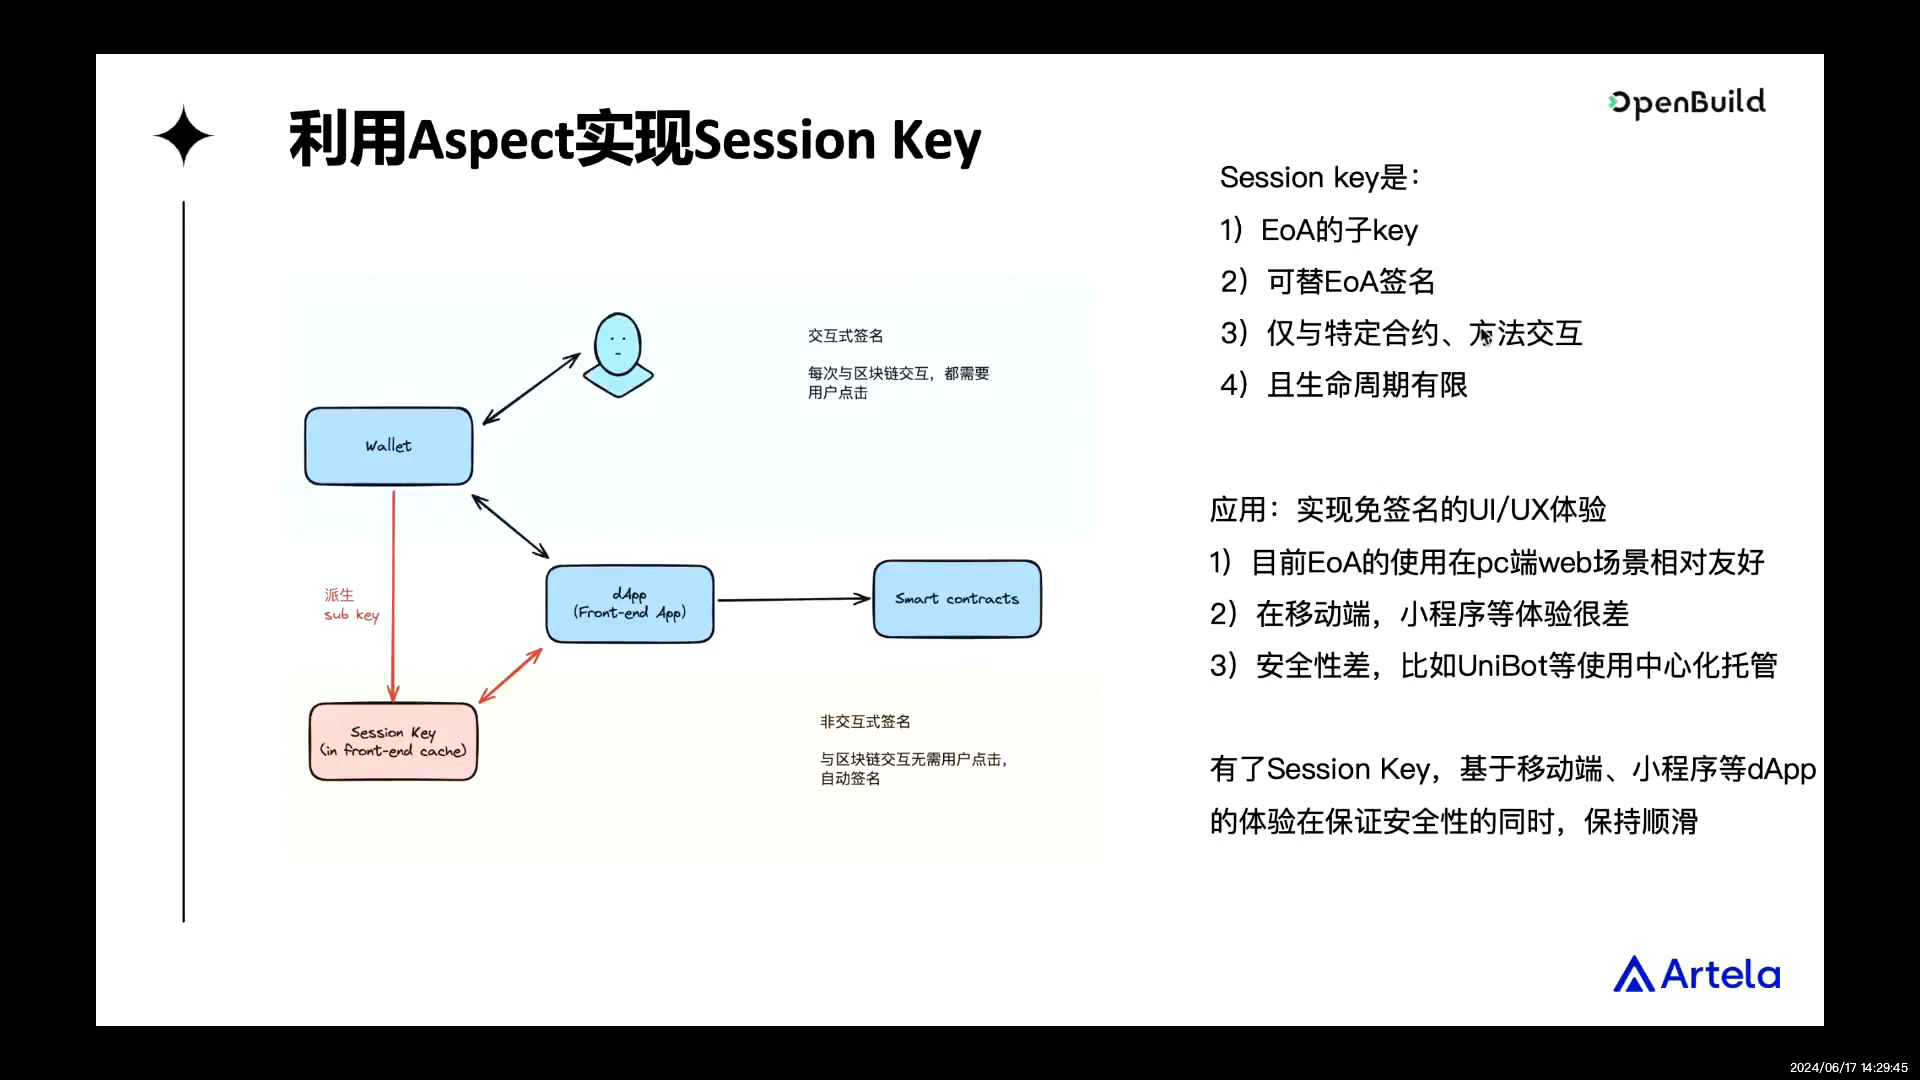 利用Aspect实现Session Key
OpenBuild
Session key是：
1）EoA的子key
2）可替EoA签名
3）仅与特定合约、方法交互
4）且生命周期有限
交互式签名
每次与区块链交互，都需要
用户点击
Wallet
派生
sub key
dApp
(Front-end App)
Smart contracts
Session Key
(in front-end cache)
非交互式签名
与区块链交互无需用户点击，
自动签名
应用：实现免签名的UI/UX体验
1）目前EoA的使用在pc端web场景相对友好
2）在移动端，小程序等体验很差
3）安全性差，比如UniBot等使用中心化托管
有了Session Key，基于移动端、小程序等dApp
的体验在保证安全性的同时，保持顺滑
Artela
2024/06/17 14:29:45